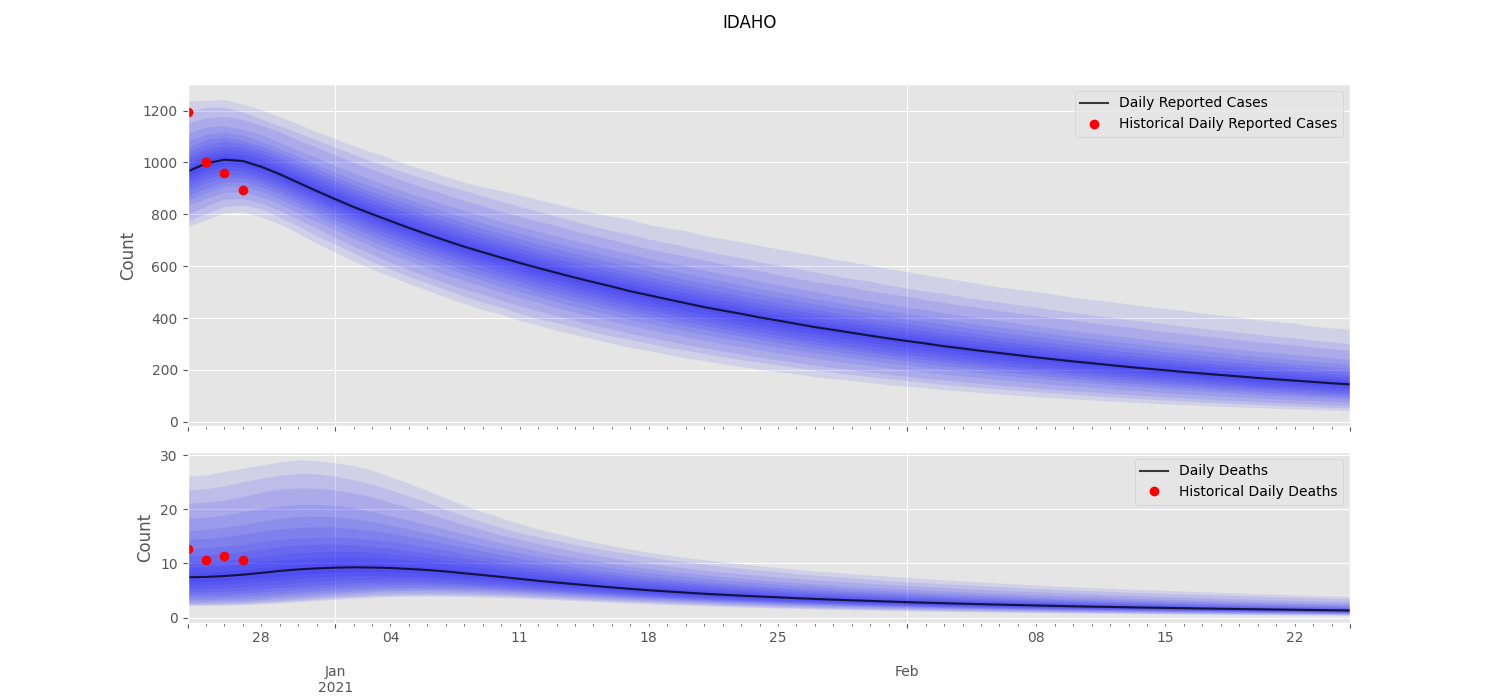 IDAHO
Count
1200
1000
800
600
400
200
0
Daily Reported Cases
Historical Daily Reported Cases
Count
30
20
10
0
Daily Deaths
Historical Daily Deaths
28 04 11 18 25 08 15 22
Jan Feb
2021